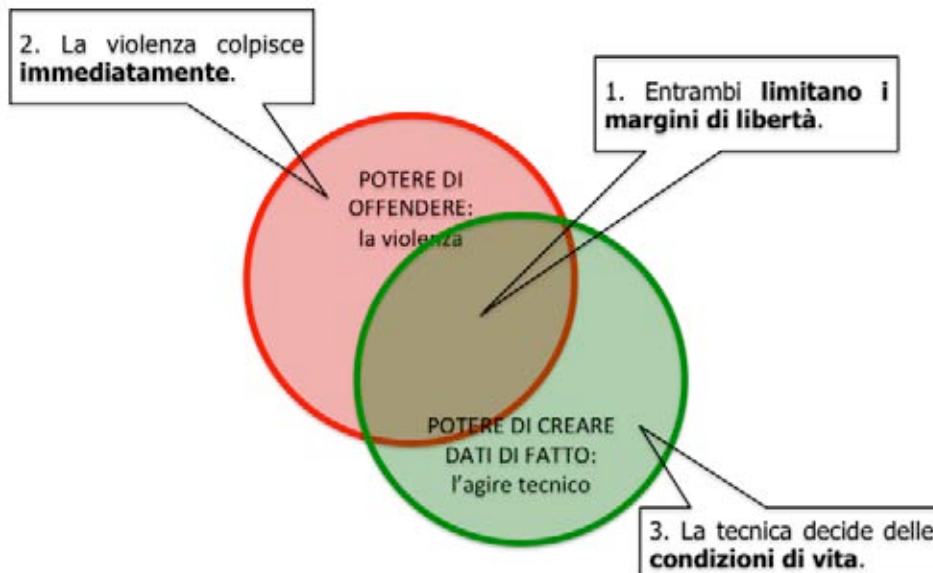 2. La violenza colpisce
immediatamente.
1. Entrambi limitano i
margini di libertà.
POTERE DI
OFFENDERE:
la violenza
POTERE DI CREARE
DATI DI FATTO:
l'agire tecnico
3. La tecnica decide delle
condizioni di vita.